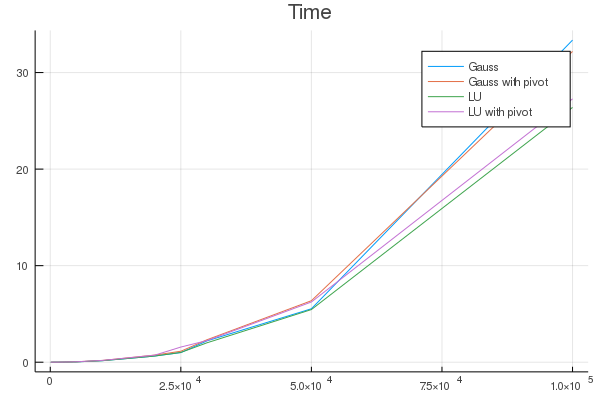 Time
Gauss
Gauss with pivot
LU
LU with pivot
30
20
10
0
0 2.5×10⁴ 5.0×10⁴ 7.5×10⁴ 1.0×10⁵